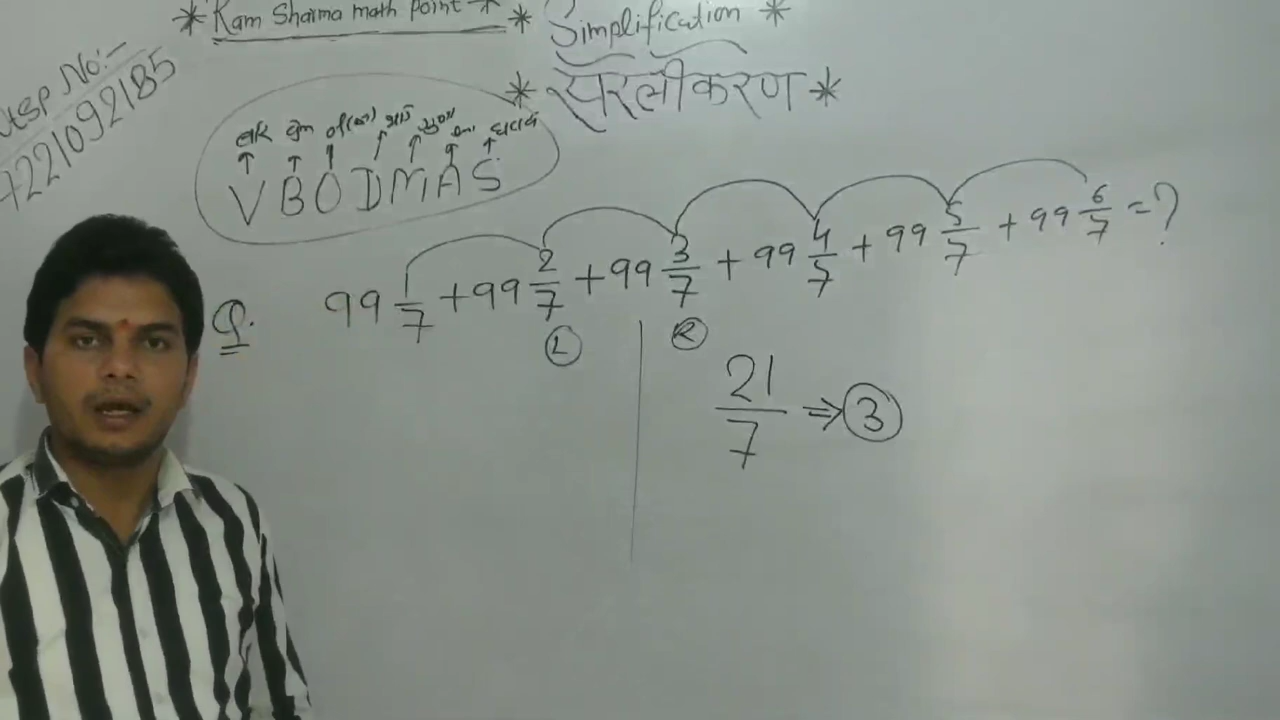 * Ram Sharma math point *
* Simplification *
* सरलीकरण *
No:-
7221092185
V B O D M A S
Q. 99 1/7 + 99 2/7 + 99 3/7 + 99 4/7 + 99 5/7 + 99 6/7 = ?
L R
21/7 ⇒ 3